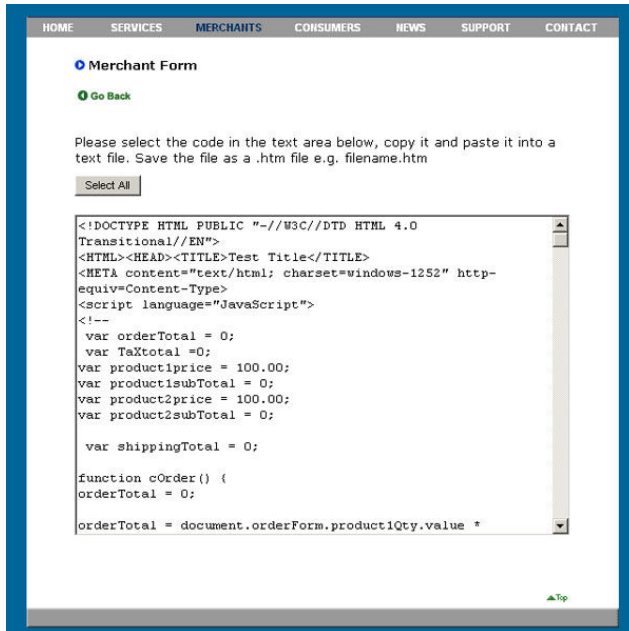 HOME SERVICES MERCHANTS CONSUMERS NEWS SUPPORT CONTACT
Merchant Form
Go Back
Please select the code in the text area below, copy it and paste it into a
text file. Save the file as a .htm file e.g. filename.htm
Select All
<!DOCTYPE HTML PUBLIC "-//W3C//DTD HTML 4.0
Transitional//EN">
<HTML><HEAD><TITLE>Test Title</TITLE>
<META content="text/html; charset=windows-1252" http-
equiv=Content-Type>
<script language="JavaScript">
<!--
var orderTotal = 0;
var TaXtotal =0;
var product1price = 100.00;
var product1subTotal = 0;
var product2price = 100.00;
var product2subTotal = 0;
var shippingTotal = 0;
function cOrder() {
orderTotal = 0;
orderTotal = document.orderForm.product1Qty.value *
Top